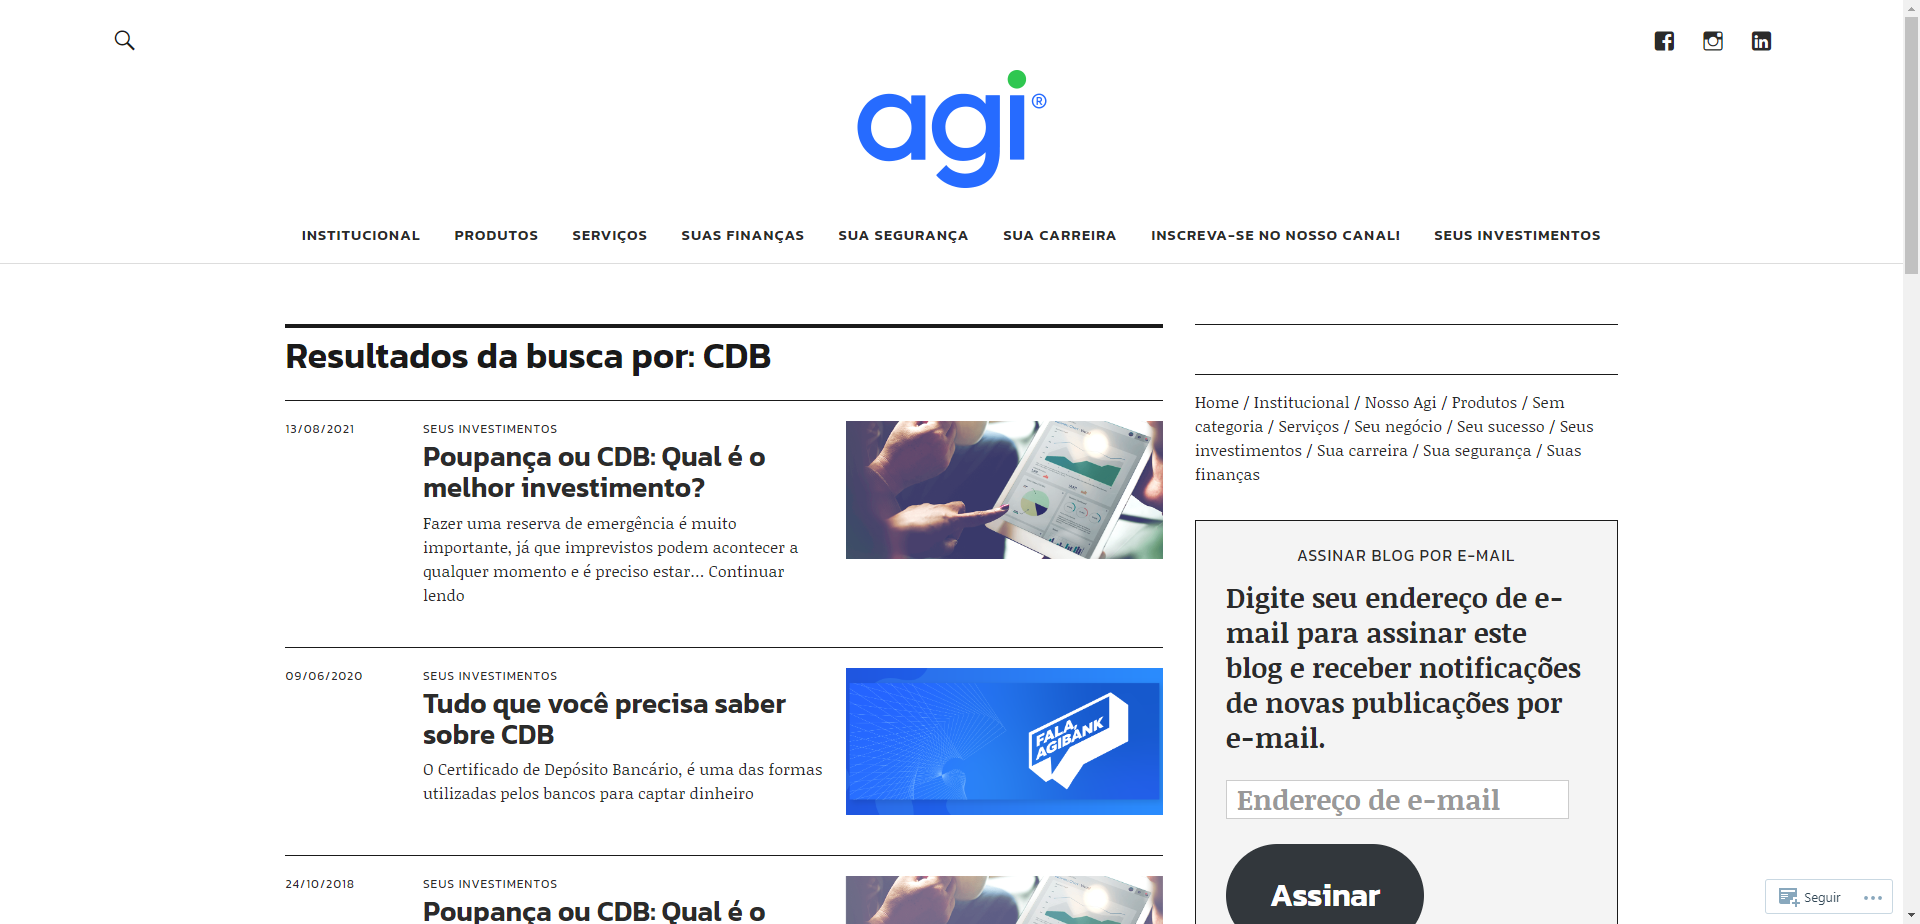 agi®
INSTITUCIONAL PRODUTOS SERVIÇOS SUAS FINANÇAS SUA SEGURANÇA SUA CARREIRA INSCREVA-SE NO NOSSO CANAL! SEUS INVESTIMENTOS
Resultados da busca por: CDB
13/08/2021
SEUS INVESTIMENTOS
Poupança ou CDB: Qual é o
melhor investimento?
Fazer uma reserva de emergência é muito
importante, já que imprevistos podem acontecer a
qualquer momento e é preciso estar... Continuar
lendo
09/06/2020
SEUS INVESTIMENTOS
Tudo que você precisa saber
sobre CDB
O Certificado de Depósito Bancário, é uma das formas
utilizadas pelos bancos para captar dinheiro
FALA,
AGIBANK
24/10/2018
SEUS INVESTIMENTOS
Poupança ou CDB: Qual é o
Home / Institucional / Nosso Agi / Produtos / Sem
categoria / Serviços / Seu negócio / Seu sucesso / Seus
investimentos / Sua carreira / Sua segurança / Suas
finanças
ASSINAR BLOG POR E-MAIL
Digite seu endereço de e-
mail para assinar este
blog e receber notificações
de novas publicações por
e-mail.
Endereço de e-mail
Assinar
Seguir